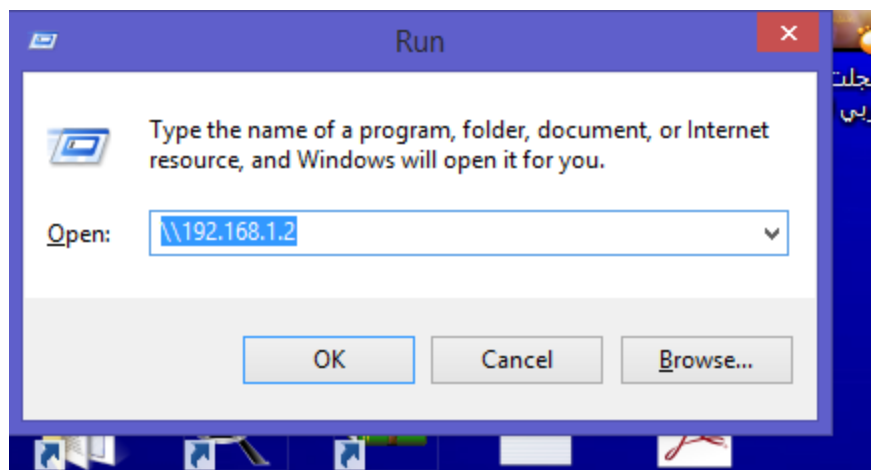 Run
Type the name of a program, folder, document, or Internet
resource, and Windows will open it for you.
Open:
\\192.168.1.2
OK
Cancel
Browse...